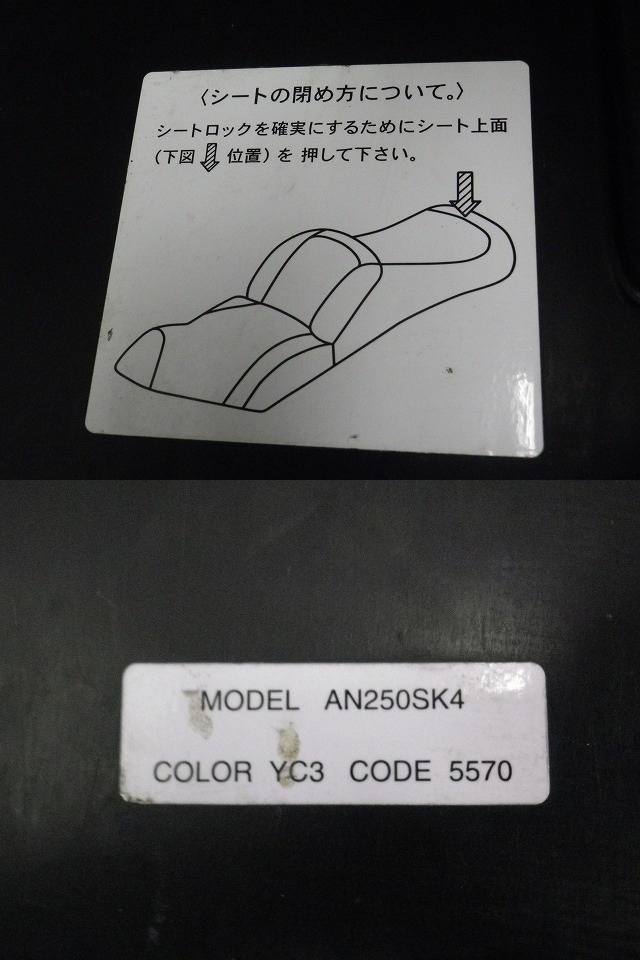 〈シートの閉め方について。〉
シートロックを確実にするためにシート上面
（下図 位置）を 押して下さい。
MODEL AN250SK4
COLOR YC3 CODE 5570